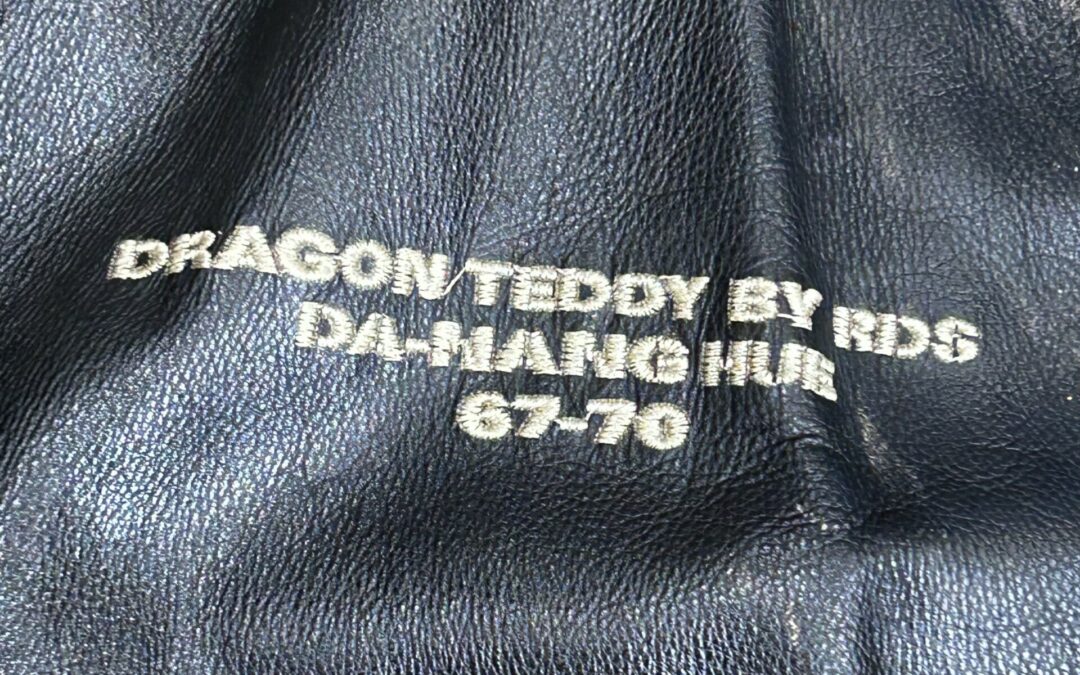 DRAGON TEDDY BY RDS
DA-NANG HUB
67-70